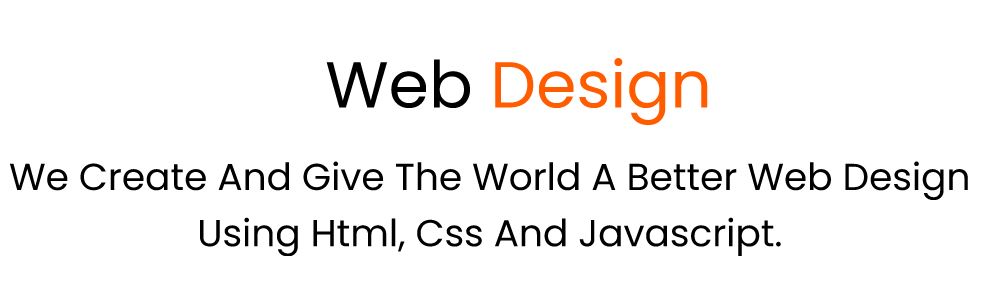 Web Design
We Create And Give The World A Better Web Design
Using Html, Css And Javascript.